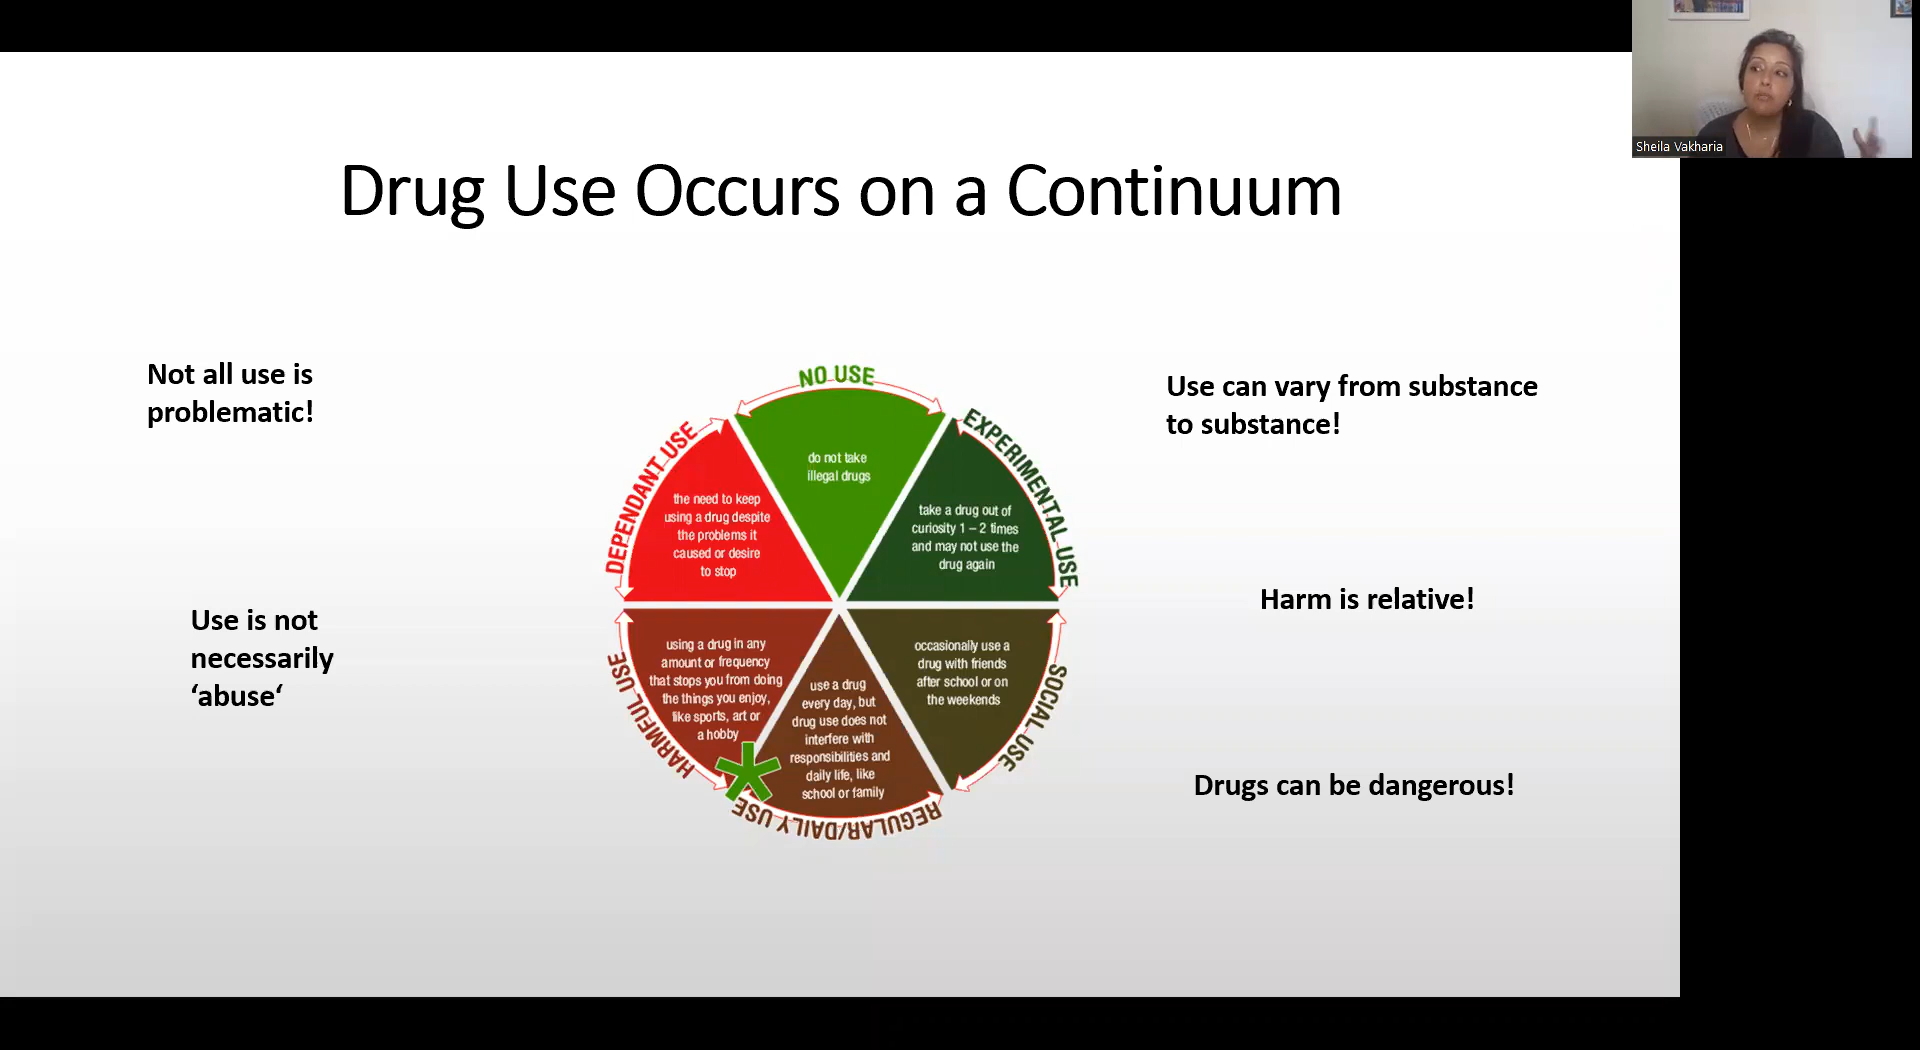 Sheila Vakharia
Drug Use Occurs on a Continuum
Not all use is
problematic!
Use is not
necessarily
‘abuse‘
NO USE
do not take
illegal drugs
EXPERIMENTAL USE
take a drug out of
curiosity 1 – 2 times
and may not use the
drug again
SOCIAL USE
occasionally use a
drug with friends
after school or on
the weekends
REGULAR/DAILY USE
use a drug
every day, but
drug use does not
interfere with
responsibilities and
daily life, like
school or family
HARMFUL USE
using a drug in any
amount or frequency
that stops you from doing
the things you enjoy,
like sports, art or
a hobby
DEPENDANT USE
the need to keep
using a drug despite
the problems it
caused or desire
to stop
Use can vary from substance
to substance!
Harm is relative!
Drugs can be dangerous!